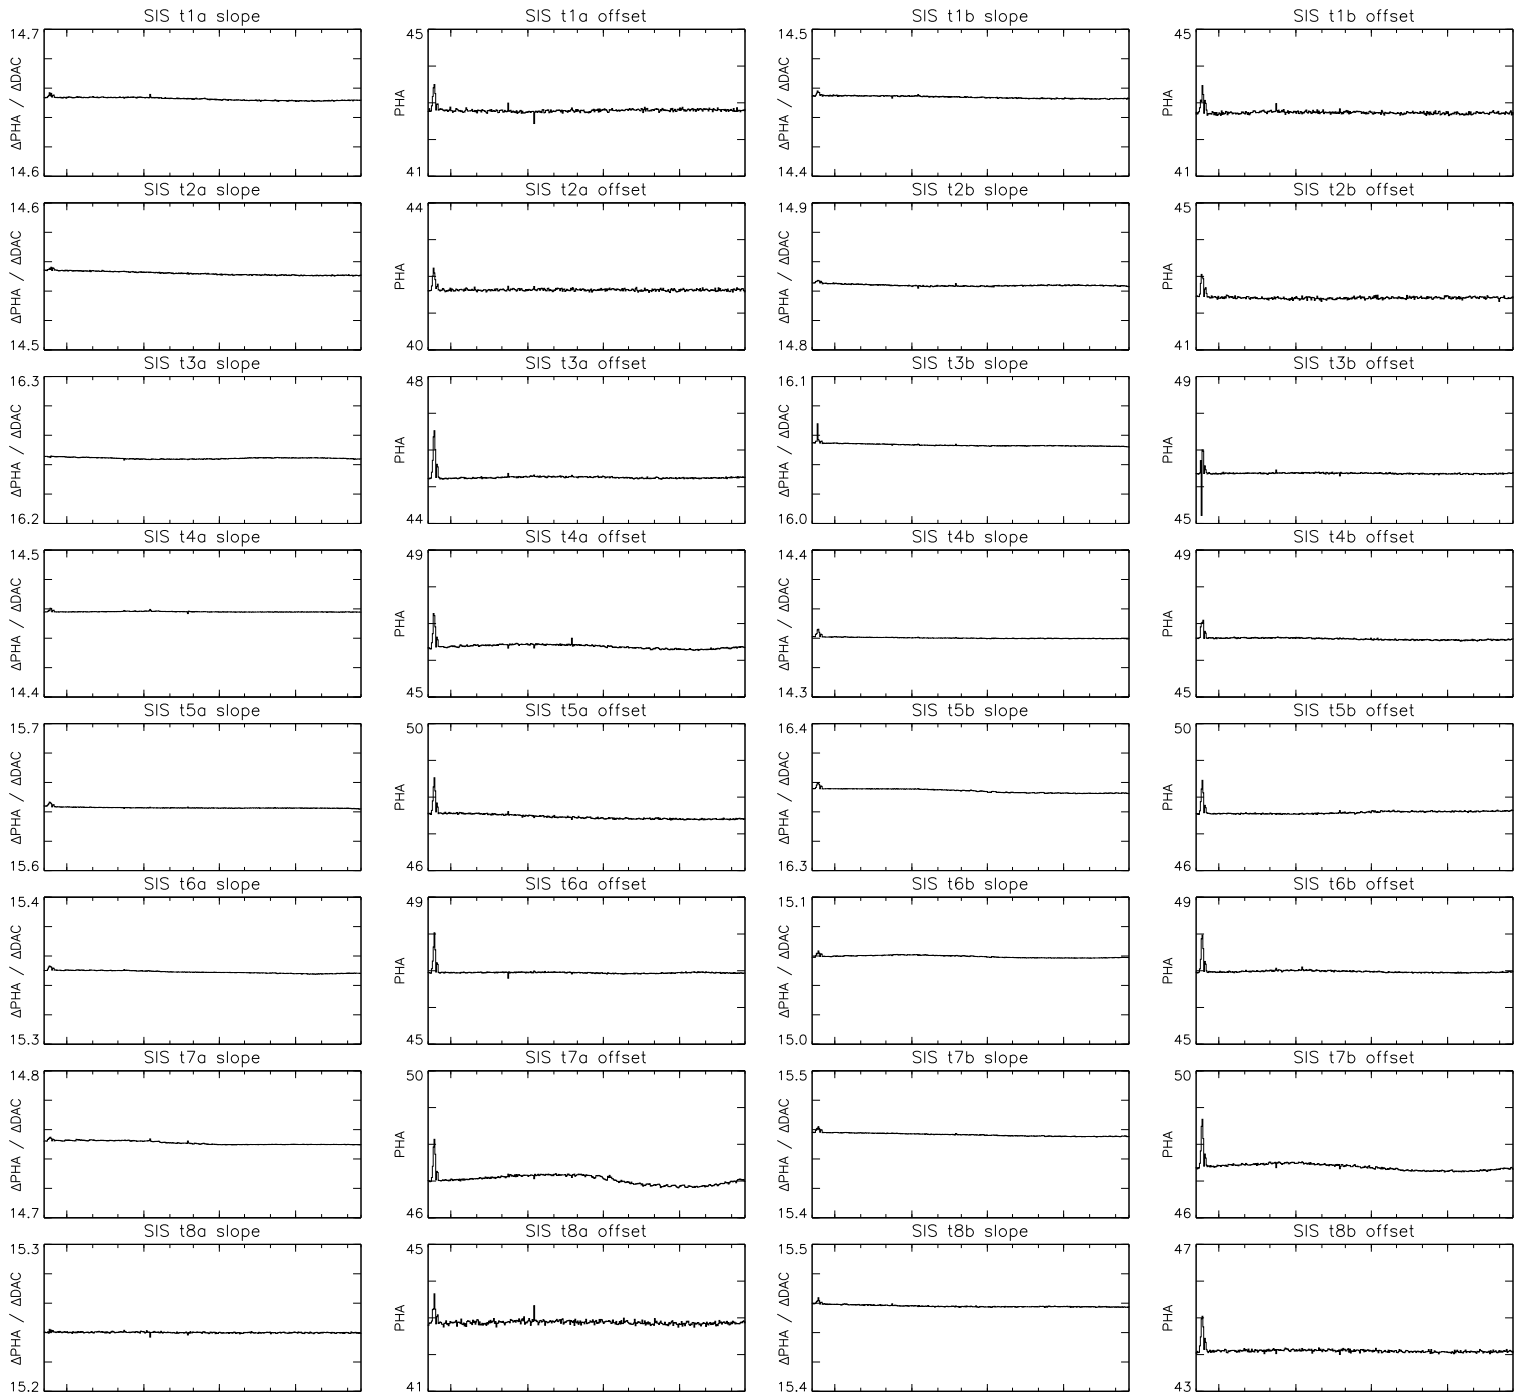 SIS t1a slope
14.7
ΔPHA / ΔDAC
14.6
SIS t1a offset
45
PHA
41
SIS t1b slope
14.5
ΔPHA / ΔDAC
14.4
SIS t1b offset
45
PHA
41
SIS t2a slope
14.6
ΔPHA / ΔDAC
14.5
SIS t2a offset
44
PHA
40
SIS t2b slope
14.9
ΔPHA / ΔDAC
14.8
SIS t2b offset
45
PHA
41
SIS t3a slope
16.3
ΔPHA / ΔDAC
16.2
SIS t3a offset
48
PHA
44
SIS t3b slope
16.1
ΔPHA / ΔDAC
16.0
SIS t3b offset
49
PHA
45
SIS t4a slope
14.5
ΔPHA / ΔDAC
14.4
SIS t4a offset
49
PHA
45
SIS t4b slope
14.4
ΔPHA / ΔDAC
14.3
SIS t4b offset
49
PHA
45
SIS t5a slope
15.7
ΔPHA / ΔDAC
15.6
SIS t5a offset
50
PHA
46
SIS t5b slope
16.4
ΔPHA / ΔDAC
16.3
SIS t5b offset
50
PHA
46
SIS t6a slope
15.4
ΔPHA / ΔDAC
15.3
SIS t6a offset
49
PHA
45
SIS t6b slope
15.1
ΔPHA / ΔDAC
15.0
SIS t6b offset
49
PHA
45
SIS t7a slope
14.8
ΔPHA / ΔDAC
14.7
SIS t7a offset
50
PHA
46
SIS t7b slope
15.5
ΔPHA / ΔDAC
15.4
SIS t7b offset
50
PHA
46
SIS t8a slope
15.3
ΔPHA / ΔDAC
15.2
SIS t8a offset
45
PHA
41
SIS t8b slope
15.5
ΔPHA / ΔDAC
15.4
SIS t8b offset
47
PHA
43